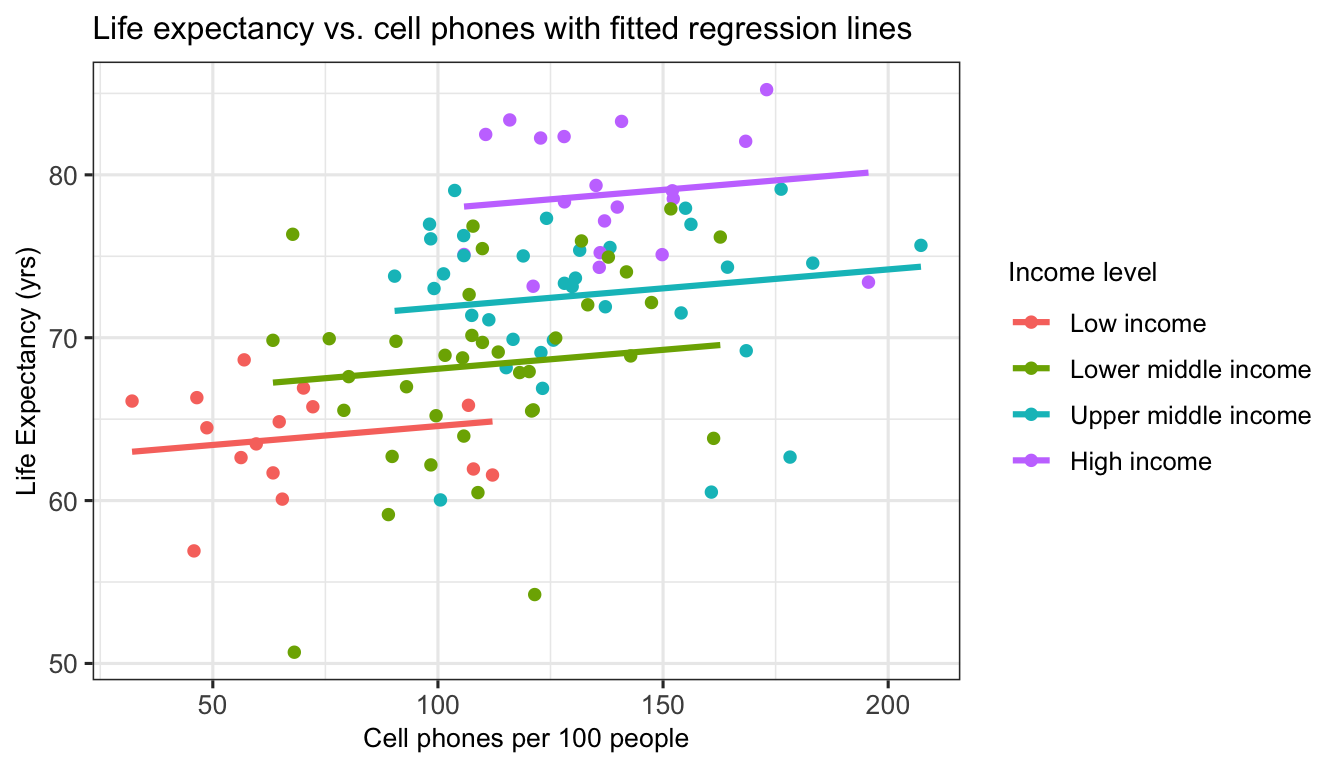 Life expectancy vs. cell phones with fitted regression lines
Life Expectancy (yrs)
80
70
60
50
50 100 150 200
Cell phones per 100 people
Income level
Low income
Lower middle income
Upper middle income
High income